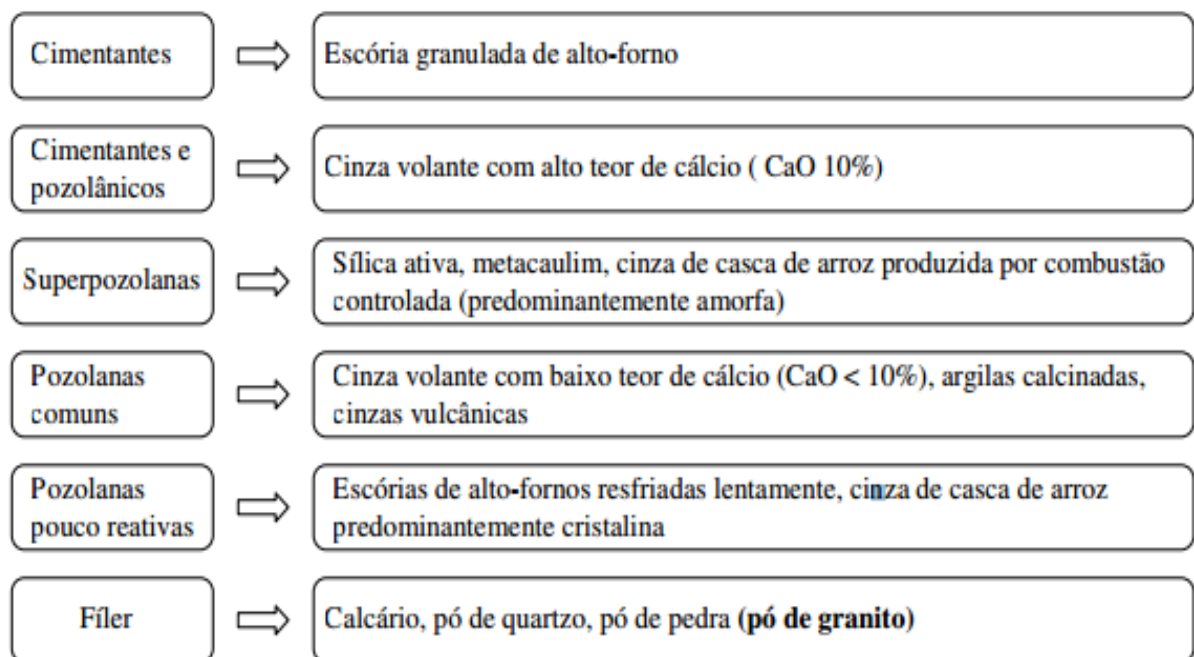 Cimentantes
Escória granulada de alto-forno
Cimentantes e
pozolânicos
Cinza volante com alto teor de cálcio ( CaO 10%)
Superpozolanas
Sílica ativa, metacaulim, cinza de casca de arroz produzida por combustão
controlada (predominantemente amorfa)
Pozolanas
comuns
Cinza volante com baixo teor de cálcio (CaO < 10%), argilas calcinadas,
cinzas vulcânicas
Pozolanas
pouco reativas
Escórias de alto-fornos resfriadas lentamente, cinza de casca de arroz
predominantemente cristalina
Fíler
Calcário, pó de quartzo, pó de pedra (pó de granito)